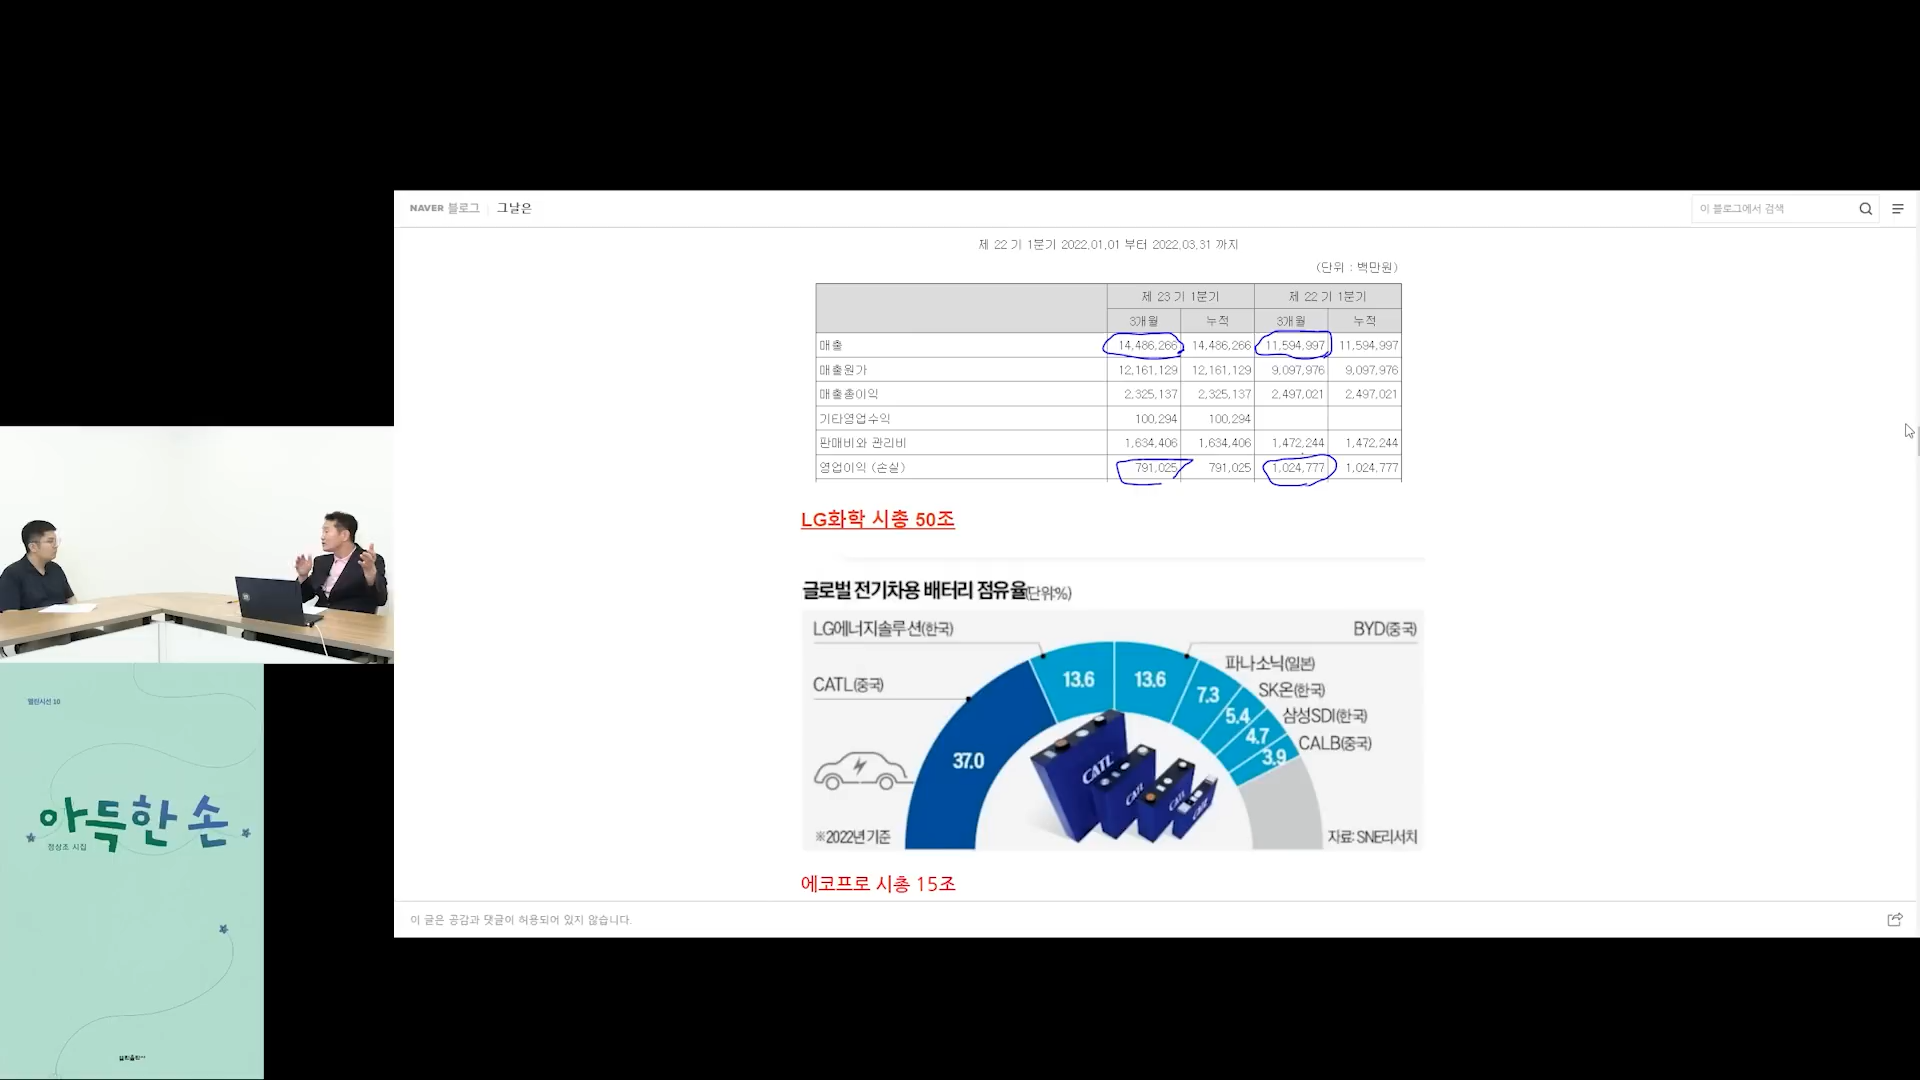 NAVER 블로그 | 그날은
이 블로그에서 검색
제 22 기 1분기 2022.01.01 부터 2022.03.31 까지
(단위 : 백만원)
제 23 기 1분기 제 22 기 1분기
3개월 누적 3개월 누적
매출 14,486,266 14,486,266 11,594,997 11,594,997
매출원가 12,161,129 12,161,129 9,097,976 9,097,976
매출총이익 2,325,137 2,325,137 2,497,021 2,497,021
기타영업수익 100,294 100,294
판매비와 관리비 1,634,406 1,634,406 1,472,244 1,472,244
영업이익 (손실) 791,025 791,025 1,024,777 1,024,777
LG화학 시총 50조
글로벌 전기차용 배터리 점유율(단위:%)
LG에너지솔루션(한국)
BYD(중국)
CATL(중국)
파나소닉(일본)
SK온(한국)
삼성SDI(한국)
CALB(중국)
13.6
13.6
7.3
5.4
4.7
3.9
37.0
CATL
CATL
CATL
CATL
※2022년 기준
자료: SNE리서치
에코프로 시총 15조
이 글은 공감과 댓글이 허용되어 있지 않습니다.
열린시선 10
아득한 손
정상조 시집